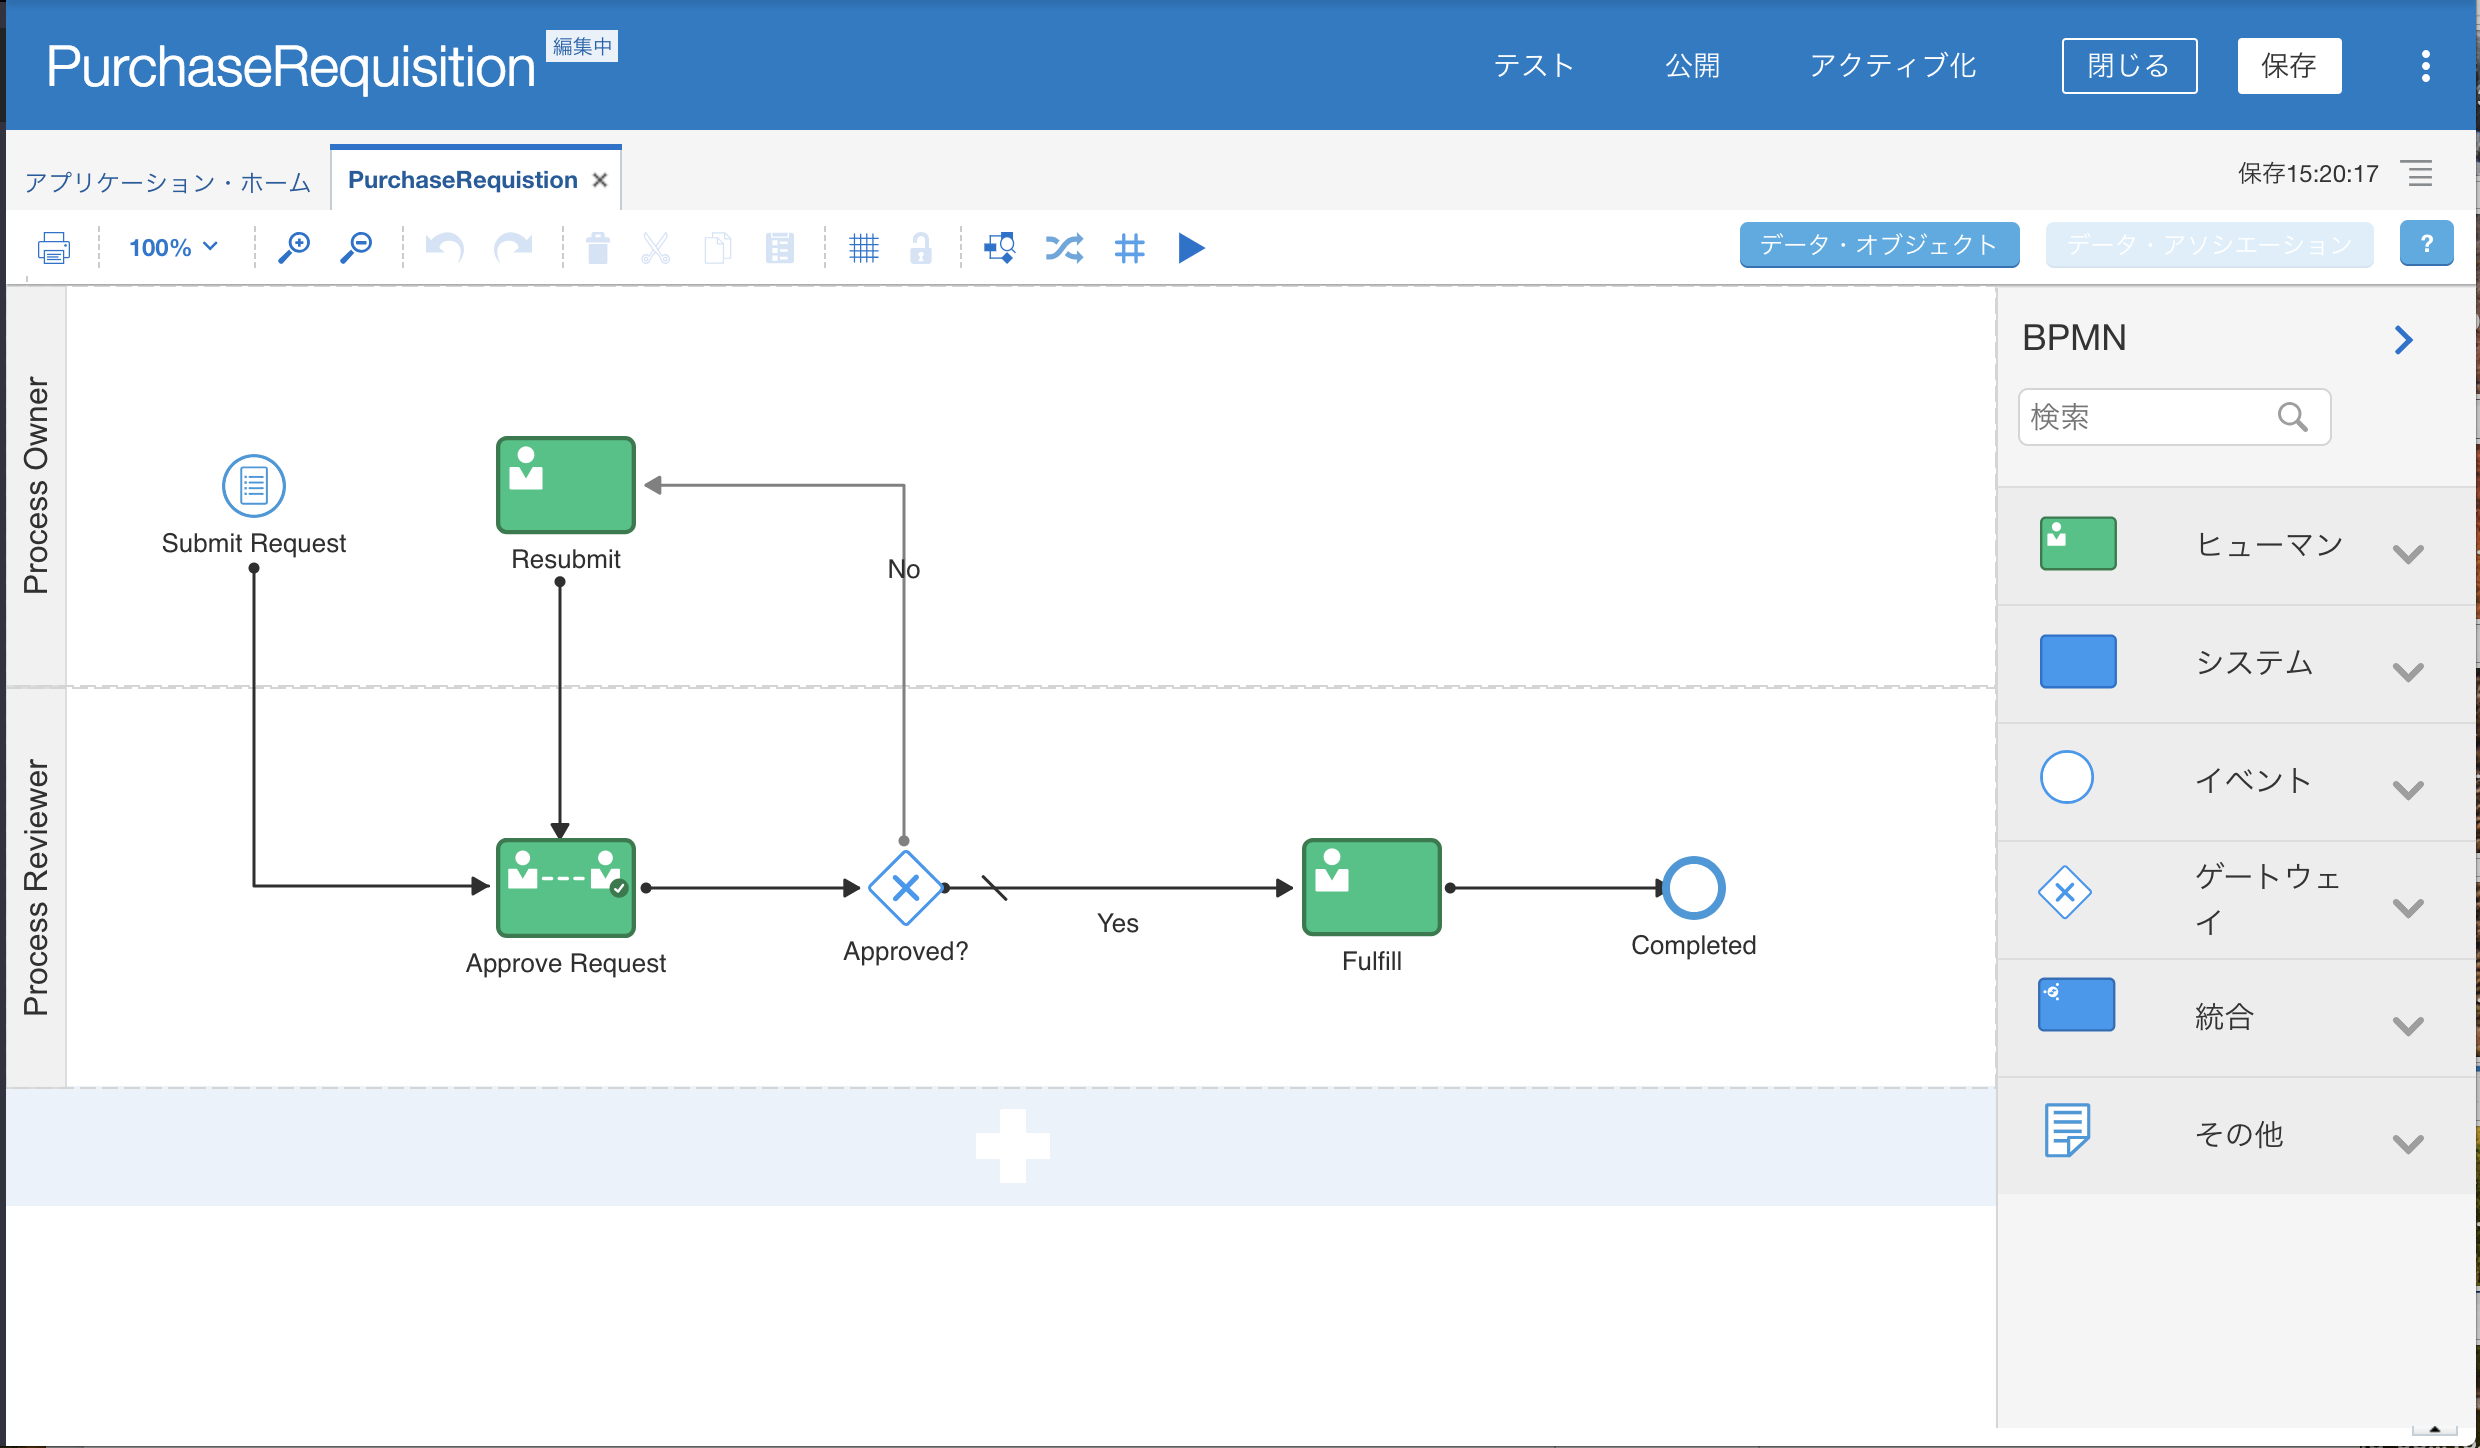 PurchaseRequisition
編集中
テスト
公開
アクティブ化
閉じる
保存
アプリケーション・ホーム
PurchaseRequistion
保存15:20:17
100%
データ・オブジェクト
データ・アソシエーション
?
Process Owner
Submit Request
Resubmit
No
Process Reviewer
Approve Request
Approved?
Yes
Fulfill
Completed
BPMN
検索
ヒューマン
システム
イベント
ゲートウェ
イ
統合
その他